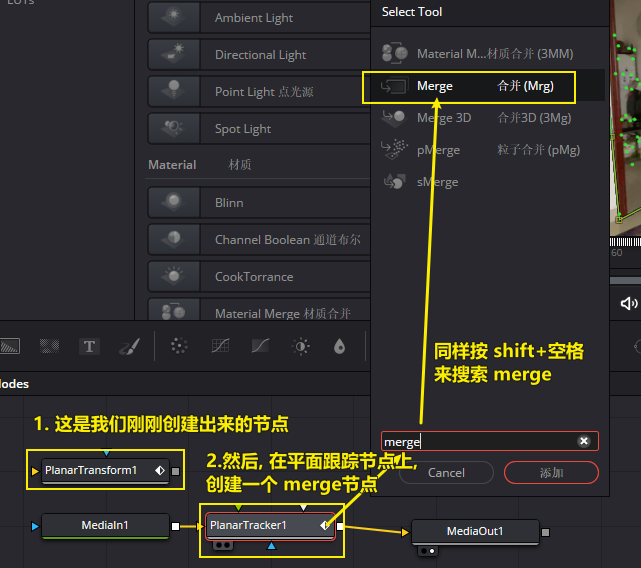 LUTs
Ambient Light
Directional Light
Point Light 点光源
Spot Light
Material 材质
Blinn
Channel Boolean 通道布尔
CookTorrance
Material Merge 材质合并
Select Tool
Material M...材质合并 (3MM)
Merge 合并 (Mrg)
Merge 3D 合并3D (3Mg)
pMerge 粒子合并 (pMg)
sMerge
60
T
同样按 shift+空格
来搜索 merge
merge
Cancel 添加
Nodes
1. 这是我们刚刚创建出来的节点
PlanarTransform1
2.然后, 在平面跟踪节点上,
创建一个 merge节点
MediaIn1
PlanarTracker1
MediaOut1